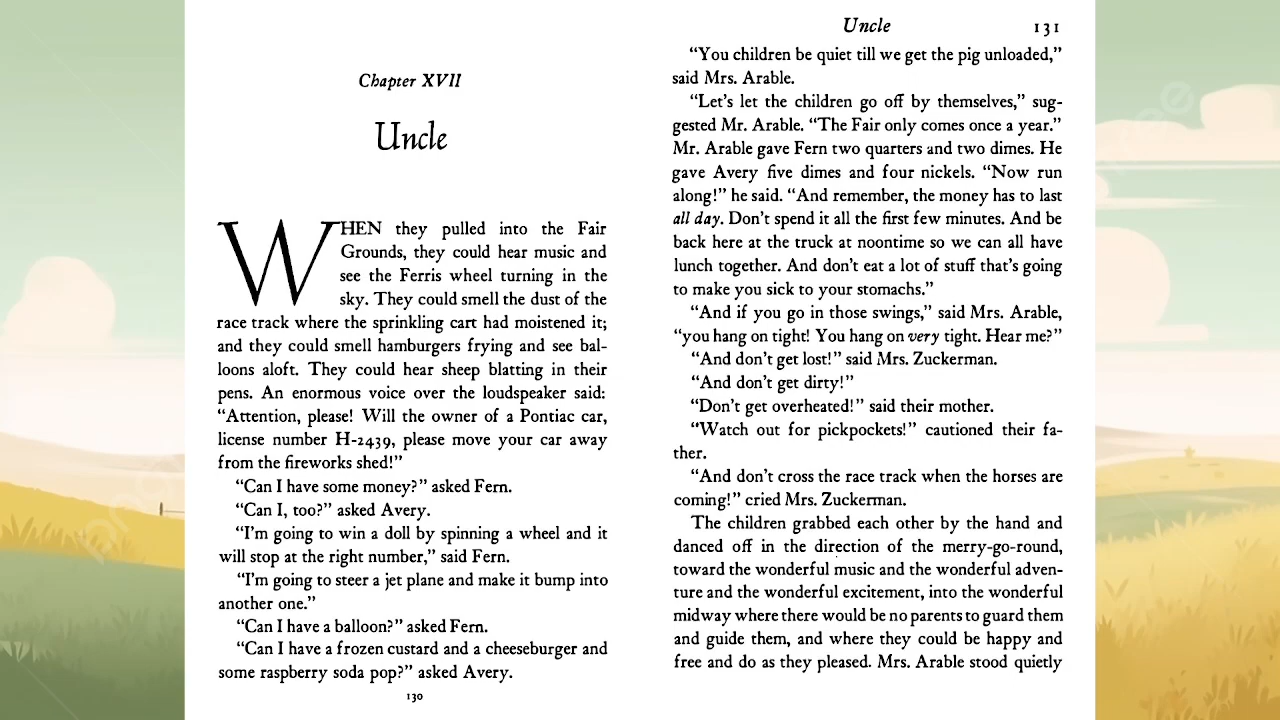 Chapter XVII
Uncle
WHEN they pulled into the Fair
Grounds, they could hear music and
see the Ferris wheel turning in the
sky. They could smell the dust of the
race track where the sprinkling cart had moistened it;
and they could smell hamburgers frying and see bal-
loons aloft. They could hear sheep blatting in their
pens. An enormous voice over the loudspeaker said:
“Attention, please! Will the owner of a Pontiac car,
license number H-2439, please move your car away
from the fireworks shed!”
“Can I have some money?” asked Fern.
“Can I, too?” asked Avery.
“I’m going to win a doll by spinning a wheel and it
will stop at the right number,” said Fern.
“I’m going to steer a jet plane and make it bump into
another one.”
“Can I have a balloon?” asked Fern.
“Can I have a frozen custard and a cheeseburger and
some raspberry soda pop?” asked Avery.
130
Uncle 131
“You children be quiet till we get the pig unloaded,”
said Mrs. Arable.
“Let’s let the children go off by themselves,” sug-
gested Mr. Arable. “The Fair only comes once a year.”
Mr. Arable gave Fern two quarters and two dimes. He
gave Avery five dimes and four nickels. “Now run
along!” he said. “And remember, the money has to last
all day. Don’t spend it all the first few minutes. And be
back here at the truck at noontime so we can all have
lunch together. And don’t eat a lot of stuff that’s going
to make you sick to your stomachs.”
“And if you go in those swings,” said Mrs. Arable,
“you hang on tight! You hang on very tight. Hear me?”
“And don’t get lost!” said Mrs. Zuckerman.
“And don’t get dirty!”
“Don’t get overheated!” said their mother.
“Watch out for pickpockets!” cautioned their fa-
ther.
“And don’t cross the race track when the horses are
coming!” cried Mrs. Zuckerman.
The children grabbed each other by the hand and
danced off in the direction of the merry-go-round,
toward the wonderful music and the wonderful adven-
ture and the wonderful excitement, into the wonderful
midway where there would be no parents to guard them
and guide them, and where they could be happy and
free and do as they pleased. Mrs. Arable stood quietly